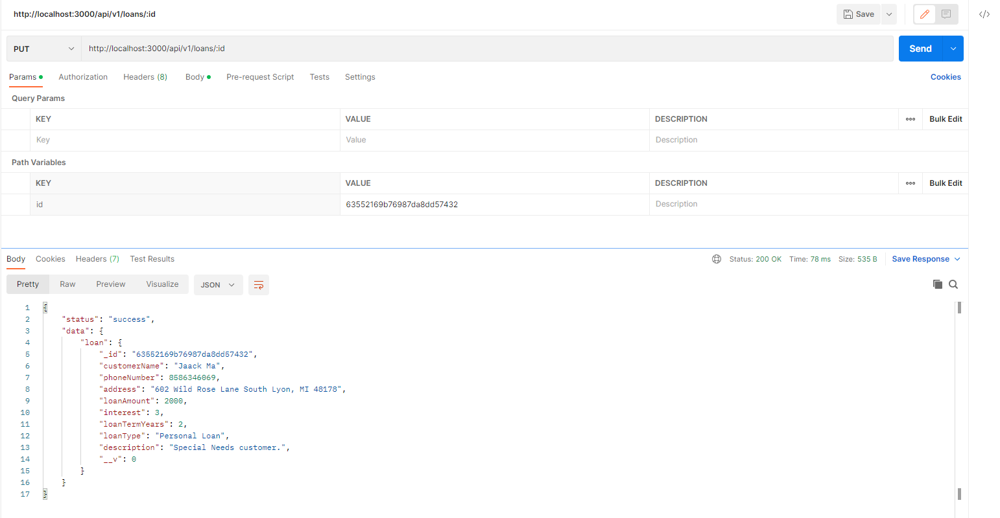 http://localhost:3000/api/v1/loans/:id
Save
PUT http://localhost:3000/api/v1/loans/:id Send
Params Authorization Headers (8) Body Pre-request Script Tests Settings Cookies
Query Params
KEY VALUE DESCRIPTION ooo Bulk Edit
Key Value Description
Path Variables
KEY VALUE DESCRIPTION ooo Bulk Edit
id 63552169b76987da8dd57432 Description
Body Cookies Headers (7) Test Results Status: 200 OK Time: 78 ms Size: 535 B Save Response
Pretty Raw Preview Visualize JSON
1 {
2 "status": "success",
3 "data": {
4 "loan": {
5 "_id": "63552169b76987da8dd57432",
6 "customerName": "Jaack Ma",
7 "phoneNumber": 8586346069,
8 "address": "602 Wild Rose Lane South Lyon, MI 48178",
9 "loanAmount": 2000,
10 "interest": 3,
11 "loanTermYears": 2,
12 "loanType": "Personal Loan",
13 "description": "Special Needs customer.",
14 "__v": 0
15 }
16 }
17 }